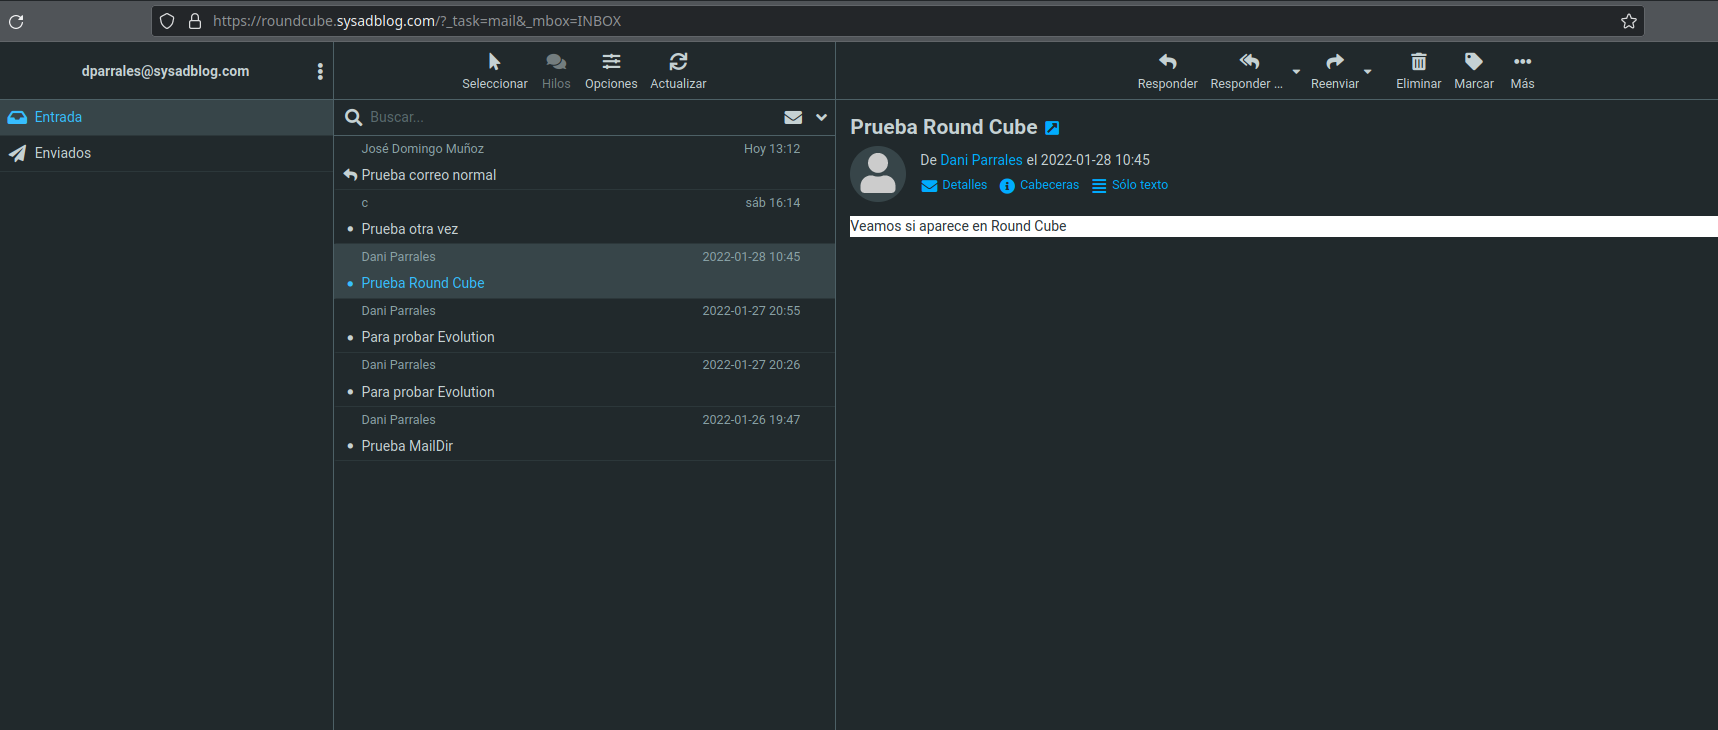 https://roundcube.sysadblog.com/?_task=mail&_mbox=INBOX
dparrales@sysadblog.com
Entrada
Enviados
Seleccionar Hilos Opciones Actualizar
Buscar...
José Domingo Muñoz Hoy 13:12
Prueba correo normal
c sáb 16:14
Prueba otra vez
Dani Parrales 2022-01-28 10:45
Prueba Round Cube
Dani Parrales 2022-01-27 20:55
Para probar Evolution
Dani Parrales 2022-01-27 20:26
Para probar Evolution
Dani Parrales 2022-01-26 19:47
Prueba MailDir
Responder Responder ... Reenviar Eliminar Marcar Más
Prueba Round Cube
De Dani Parrales el 2022-01-28 10:45
Detalles Cabeceras Sólo texto
Veamos si aparece en Round Cube